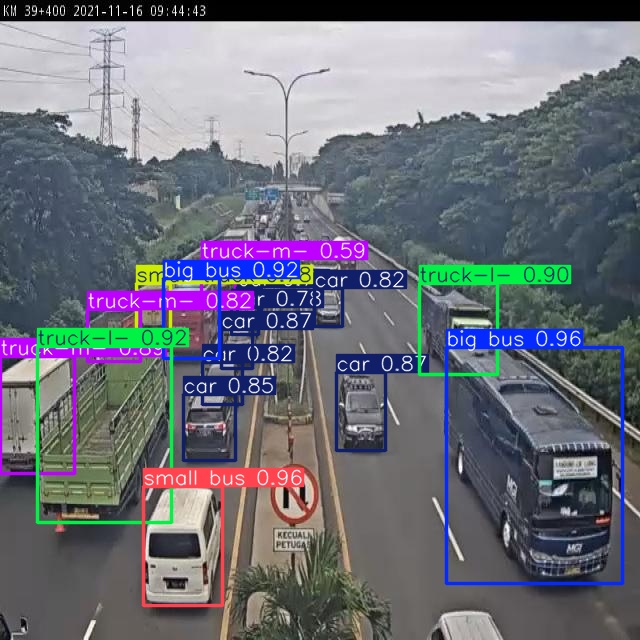 KM 39+400 2021-11-16 09:44:43
truck-m- 0.59
big bus 0.92
car 0.82
truck-l- 0.90
truck-m- 0.82
car 0.87
big bus 0.96
truck-l- 0.92
car 0.82
car 0.87
car 0.85
small bus 0.96
KECUALI
PETUGAS
MGI
MGI